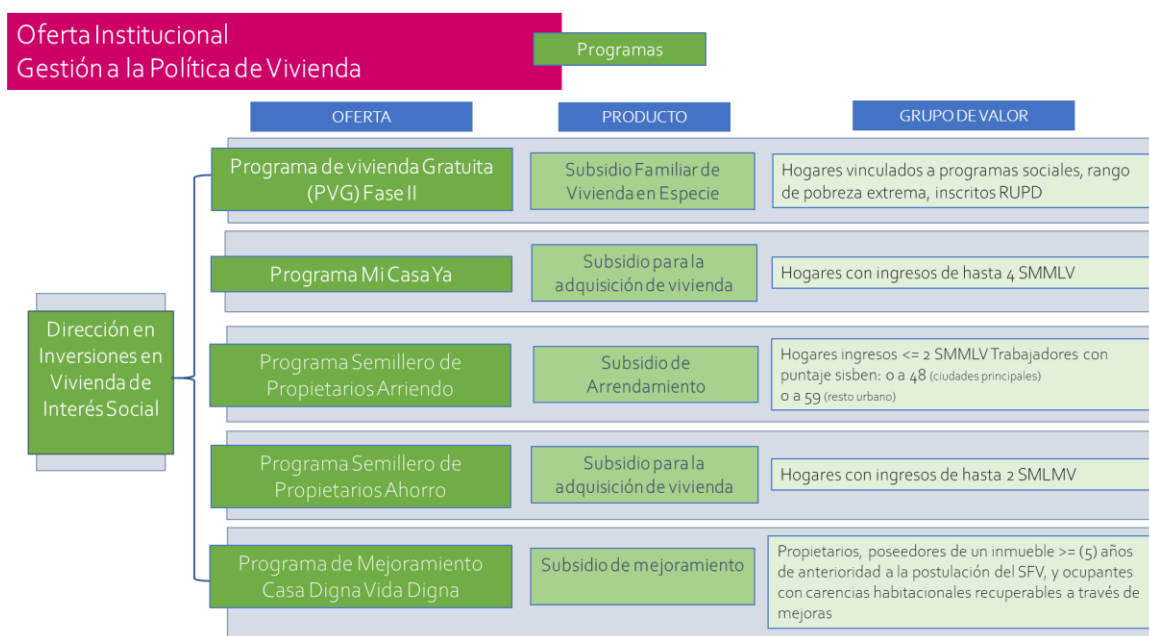 Oferta Institucional
Gestión a la Política de Vivienda
Programas
OFERTA
PRODUCTO
GRUPO DE VALOR
Dirección en
Inversiones en
Vivienda de
Interés Social
Programa de vivienda Gratuita
(PVG) Fase II
Subsidio Familiar de
Vivienda en Especie
Hogares vinculados a programas sociales, rango
de pobreza extrema, inscritos RUPD
Programa Mi Casa Ya
Subsidio para la
adquisición de vivienda
Hogares con ingresos de hasta 4 SMMLV
Programa Semillero de
Propietarios Arriendo
Subsidio de
Arrendamiento
Hogares ingresos <= 2 SMMLV Trabajadores con
puntaje sisben: 0 a 48 (ciudades principales)
0 a 59 (resto urbano)
Programa Semillero de
Propietarios Ahorro
Subsidio para la
adquisición de vivienda
Hogares con ingresos de hasta 2 SMLMV
Programa de Mejoramiento
Casa Digna Vida Digna
Subsidio de mejoramiento
Propietarios, poseedores de un inmueble >= (5) años
de anterioridad a la postulación del SFV, y ocupantes
con carencias habitacionales recuperables a través de
mejoras